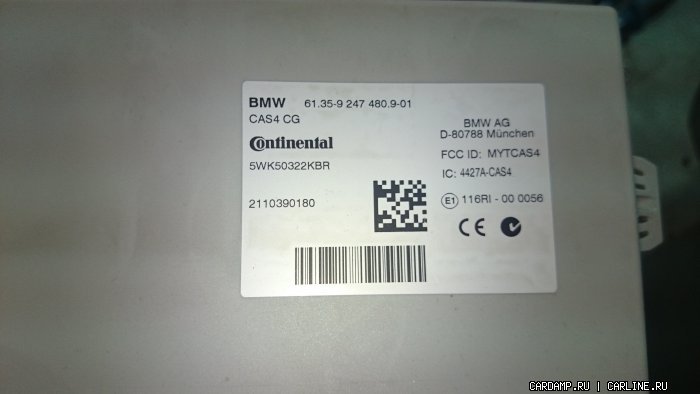 BMW 61.35-9 247 480.9-01
CAS4 CG
Continental
5WK50322KBR
2110390180
BMW AG
D-80788 München
FCC ID: MYTCAS4
IC: 4427A-CAS4
E1 116RI - 00 0056
CE
CARDAMP.RU | CARLINE.RU